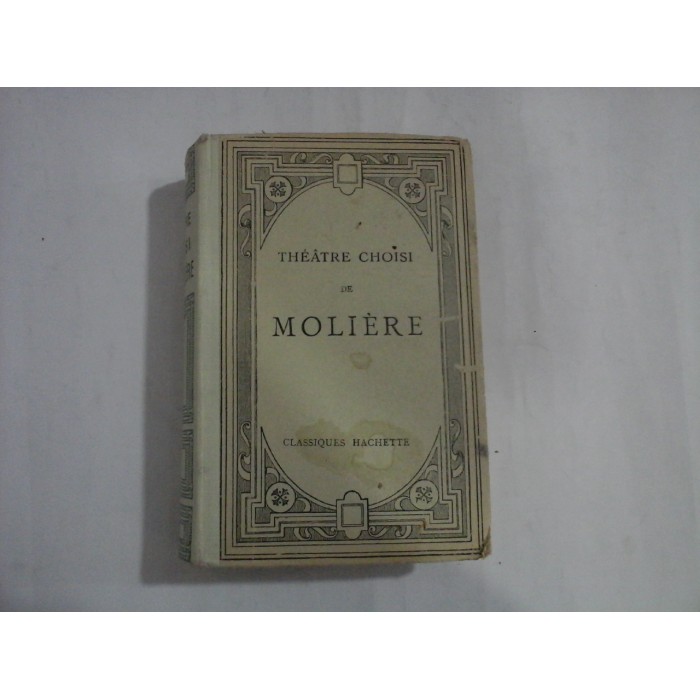 THÉÂTRE CHOISI
DE
MOLIÈRE
CLASSIQUES HACHETTE